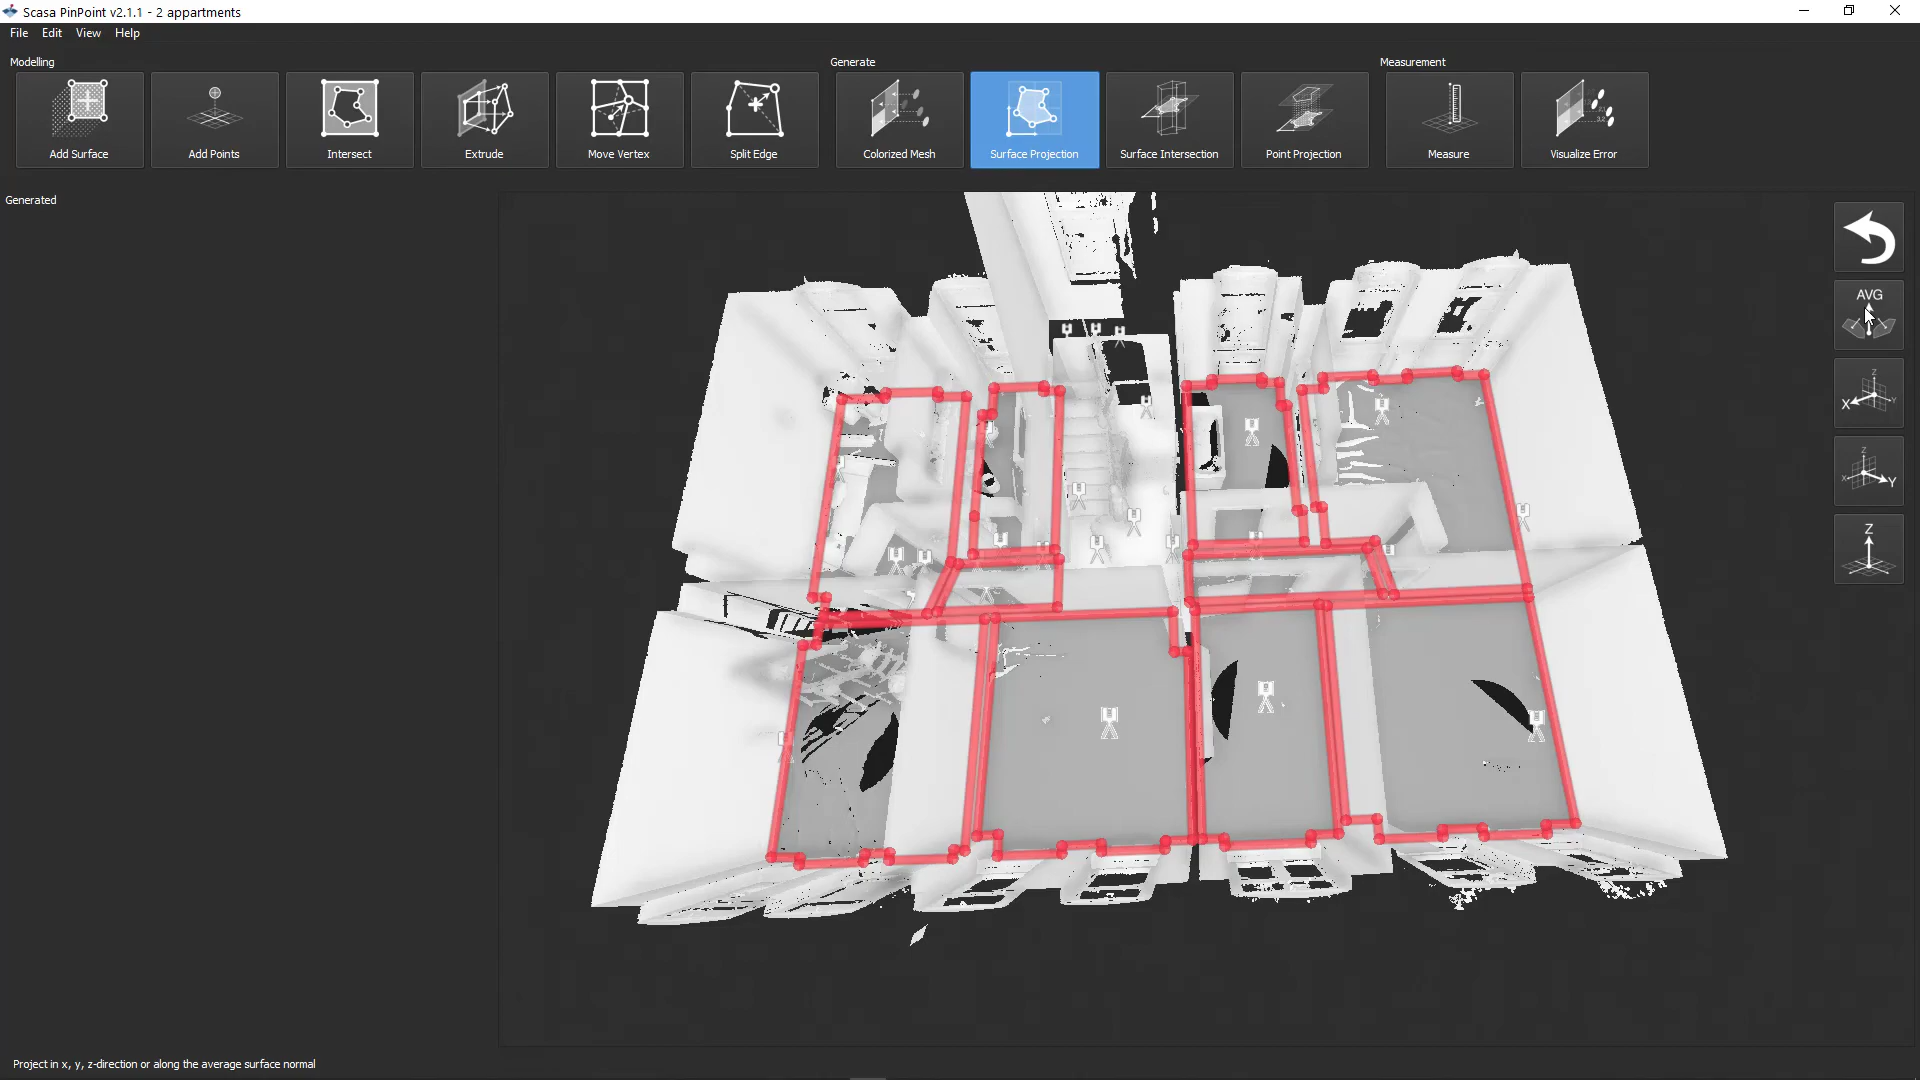 Scasa PinPoint v2.1.1 - 2 appartments
File Edit View Help
Modelling Generate Measurement
Add Surface Add Points Intersect Extrude Move Vertex Split Edge Colorized Mesh Surface Projection Surface Intersection Point Projection Measure Visualize Error
Generated
AVG
Z
X Y
Z
X Y
Z
Project in x, y, z-direction or along the average surface normal